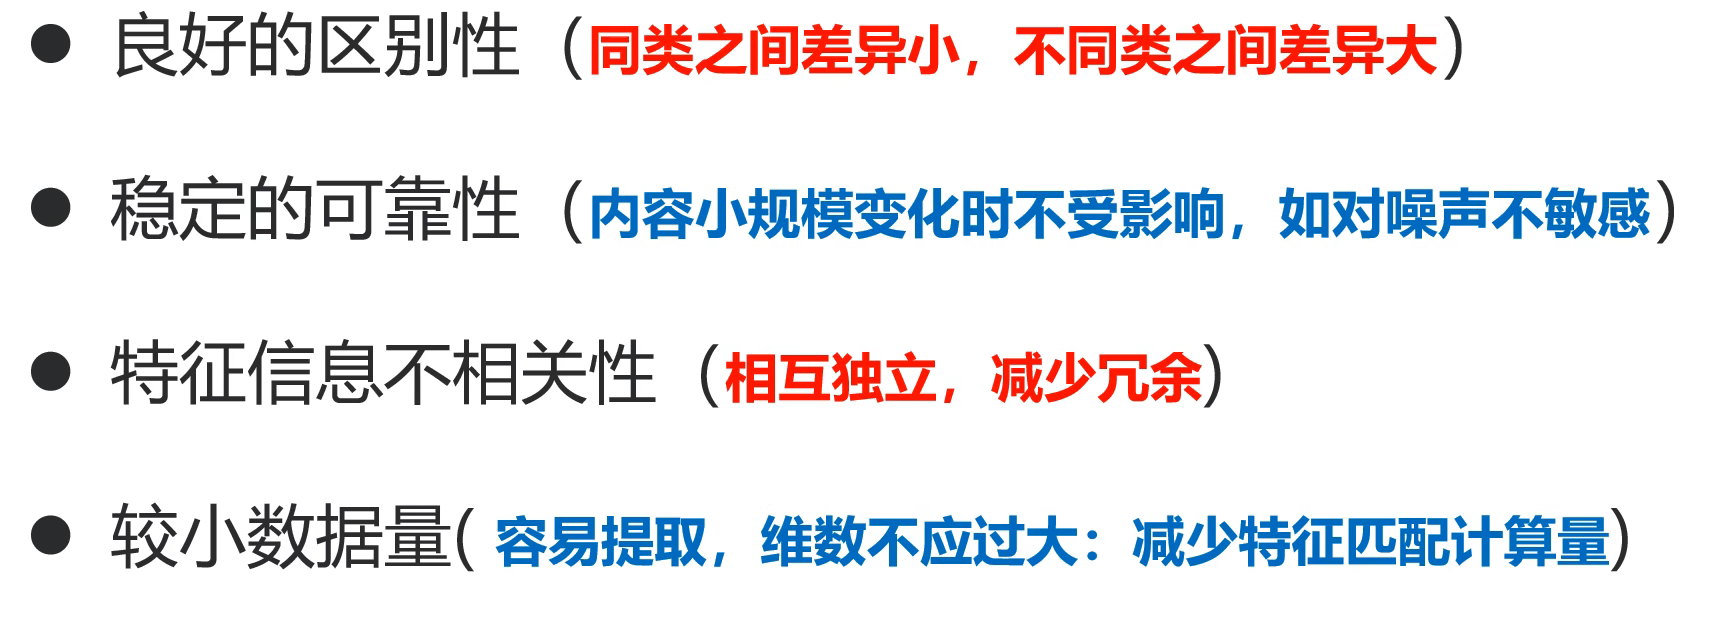 ● 良好的区别性（同类之间差异小，不同类之间差异大）
● 稳定的可靠性（内容小规模变化时不受影响，如对噪声不敏感）
● 特征信息不相关性（相互独立，减少冗余）
● 较小数据量( 容易提取，维数不应过大：减少特征匹配计算量)